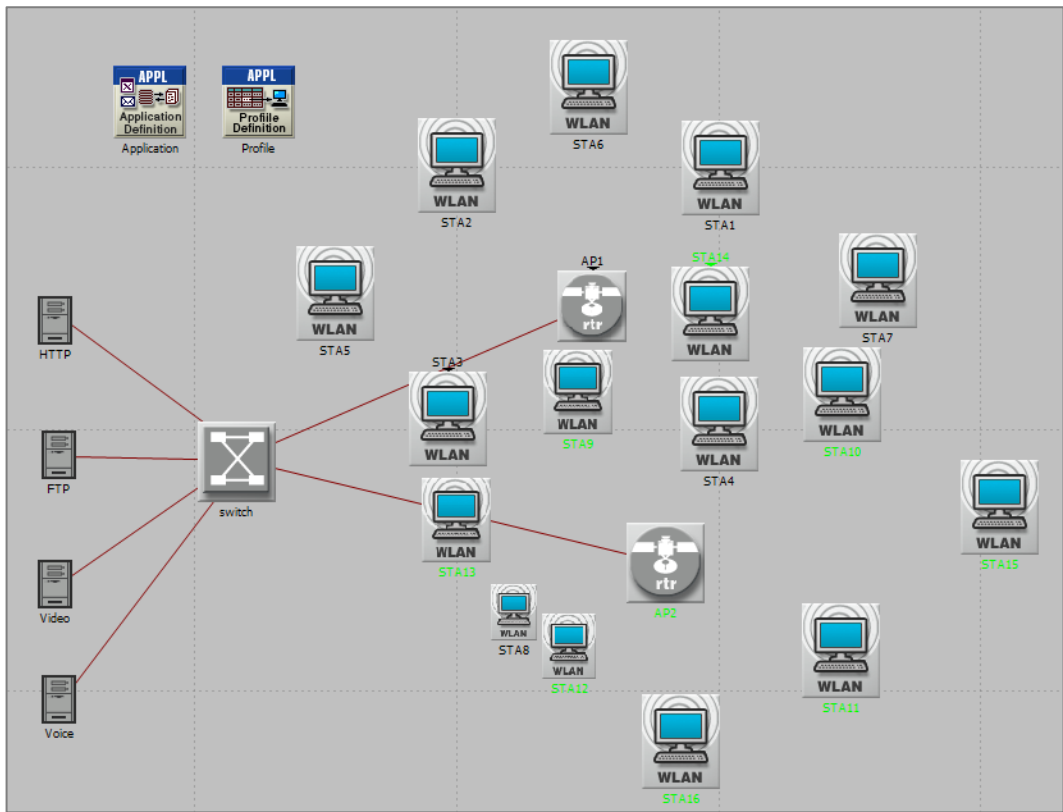 APPL
Application
Definition
Application
APPL
Profiile
Definition
Profile
WLAN
STA6
WLAN
STA2
WLAN
STA1
WLAN
STA5
AP1
rtr
STA14
WLAN
WLAN
STA7
HTTP
STA3
WLAN
WLAN
STA9
WLAN
STA4
WLAN
STA10
FTP
switch
WLAN
STA13
rtr
AP2
WLAN
STA15
Video
WLAN
STA8
WLAN
STA12
WLAN
STA11
Voice
WLAN
STA16